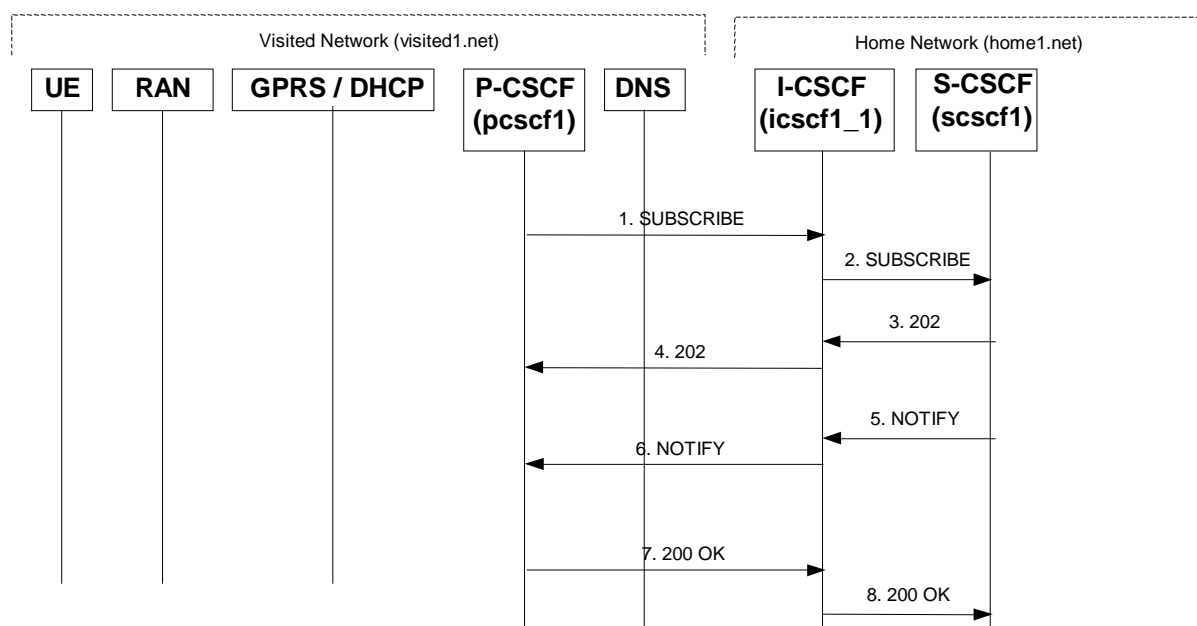 Visited Network (visited1.net)
Home Network (home1.net)
UE
RAN
GPRS / DHCP
P-CSCF
(pcscf1)
DNS
I-CSCF
(icscf1_1)
S-CSCF
(scscf1)
1. SUBSCRIBE
2. SUBSCRIBE
3. 202
4. 202
5. NOTIFY
6. NOTIFY
7. 200 OK
8. 200 OK